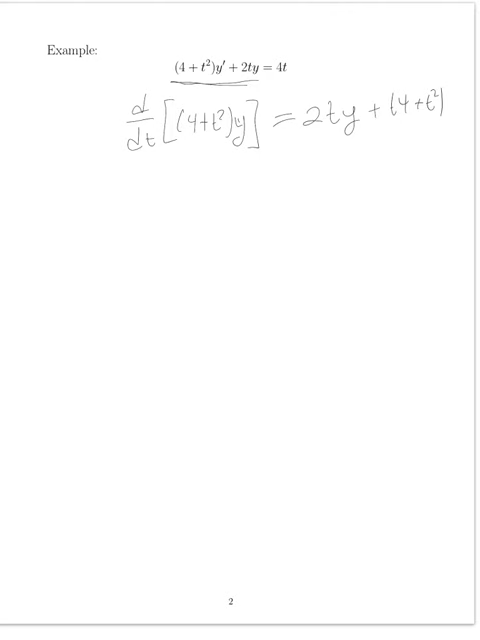 Example:
(4 + t²)y′ + 2ty = 4t
d/dt [(4+t²)y] = 2ty + (4+t²)
2